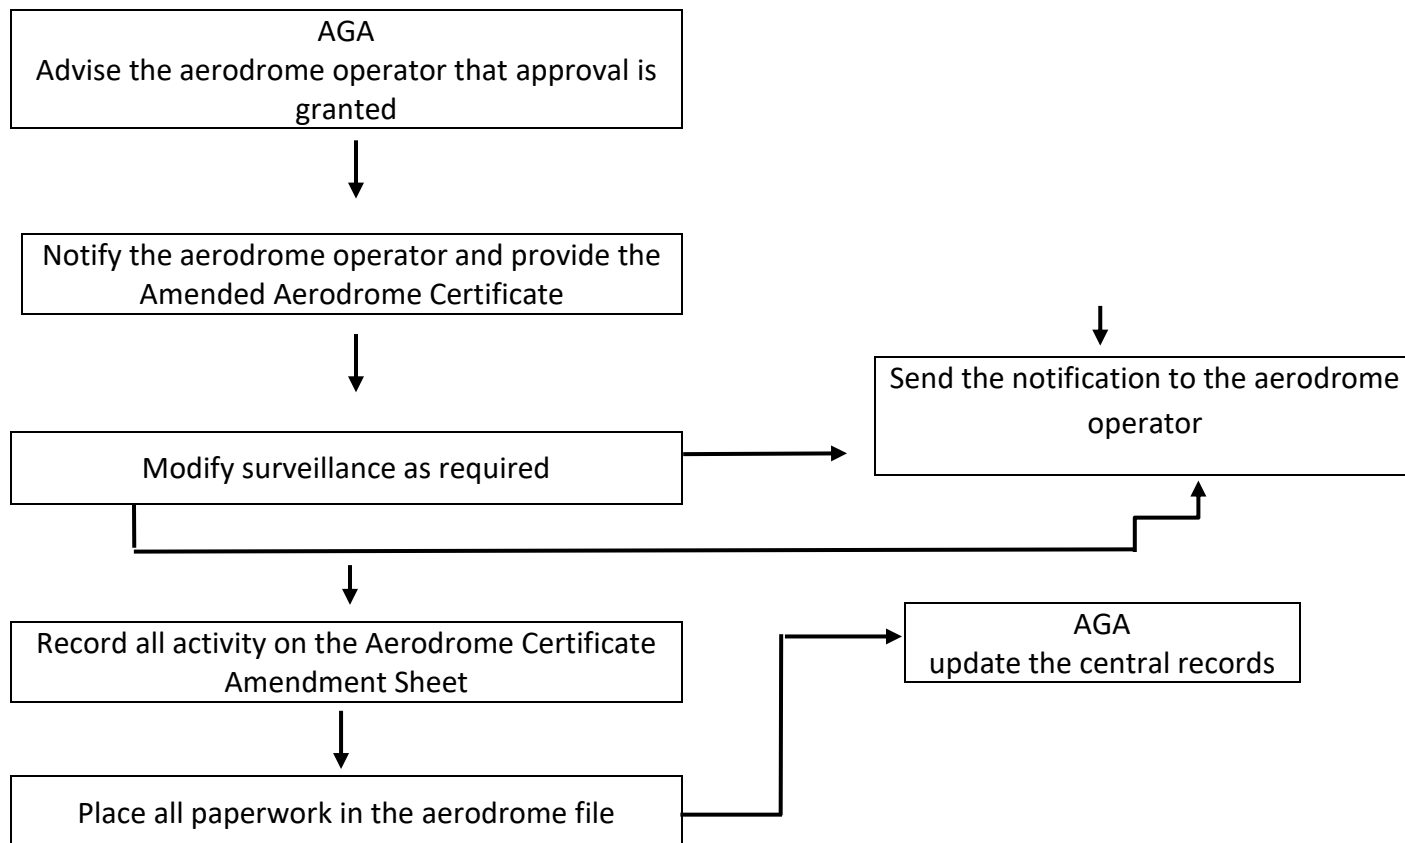 AGA
Advise the aerodrome operator that approval is
granted
Notify the aerodrome operator and provide the
Amended Aerodrome Certificate
Send the notification to the aerodrome
operator
Modify surveillance as required
Record all activity on the Aerodrome Certificate
Amendment Sheet
AGA
update the central records
Place all paperwork in the aerodrome file